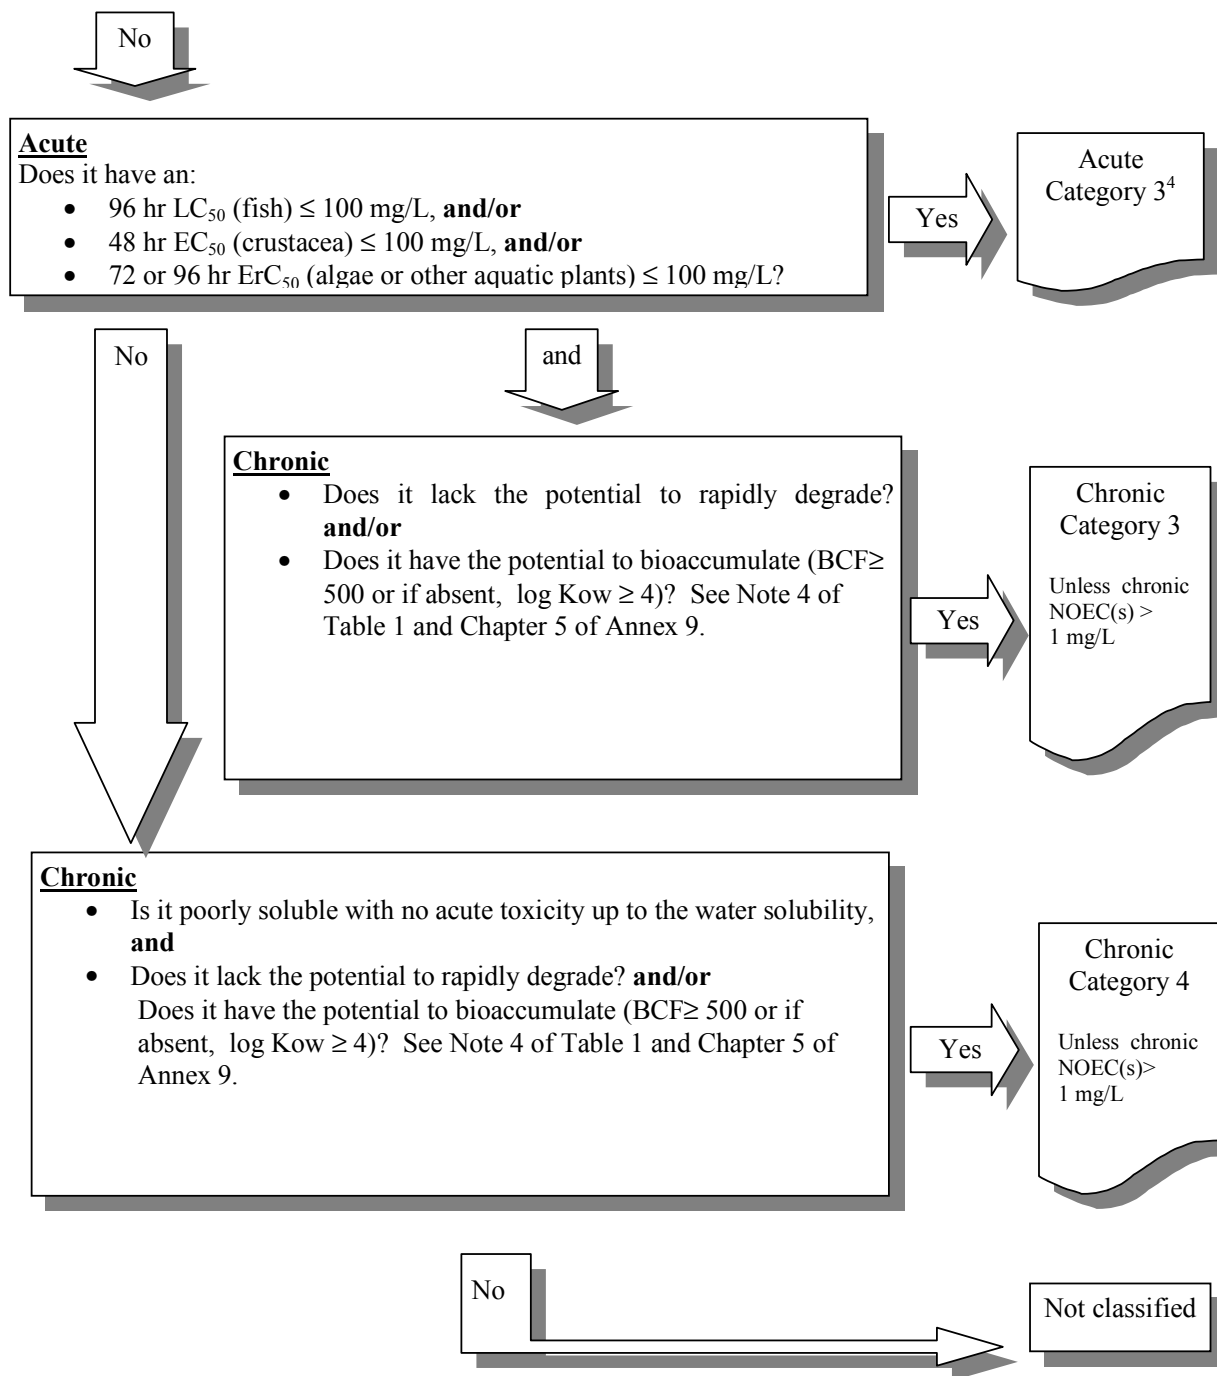 No
Acute
Does it have an:
• 96 hr LC50 (fish) ≤ 100 mg/L, and/or
• 48 hr EC50 (crustacea) ≤ 100 mg/L, and/or
• 72 or 96 hr ErC50 (algae or other aquatic plants) ≤ 100 mg/L?
Yes
Acute
Category 3⁴
No
and
Chronic
• Does it lack the potential to rapidly degrade?
and/or
• Does it have the potential to bioaccumulate (BCF≥
500 or if absent, log Kow ≥ 4)? See Note 4 of
Table 1 and Chapter 5 of Annex 9.
Yes
Chronic
Category 3
Unless chronic
NOEC(s) >
1 mg/L
Chronic
• Is it poorly soluble with no acute toxicity up to the water solubility,
and
• Does it lack the potential to rapidly degrade? and/or
Does it have the potential to bioaccumulate (BCF≥ 500 or if
absent, log Kow ≥ 4)? See Note 4 of Table 1 and Chapter 5 of
Annex 9.
Yes
Chronic
Category 4
Unless chronic
NOEC(s)>
1 mg/L
No
Not classified